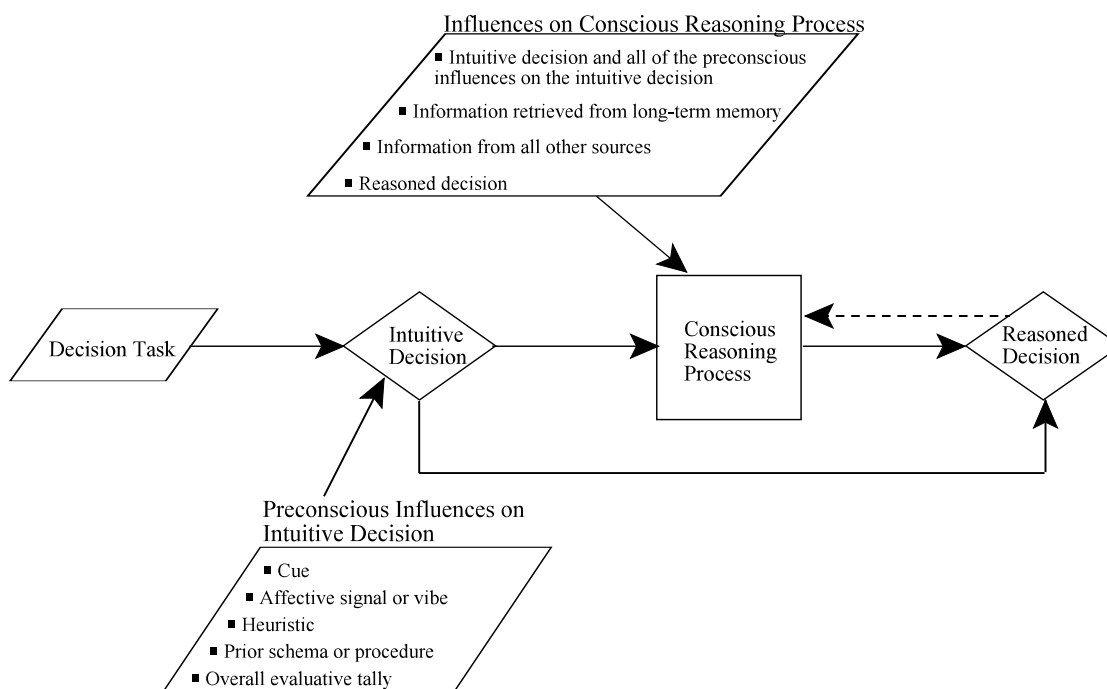 Influences on Conscious Reasoning Process
▪ Intuitive decision and all of the preconscious
influences on the intuitive decision
▪ Information retrieved from long-term memory
▪ Information from all other sources
▪ Reasoned decision
Decision Task
Intuitive
Decision
Conscious
Reasoning
Process
Reasoned
Decision
Preconscious Influences on
Intuitive Decision
▪ Cue
▪ Affective signal or vibe
▪ Heuristic
▪ Prior schema or procedure
▪ Overall evaluative tally